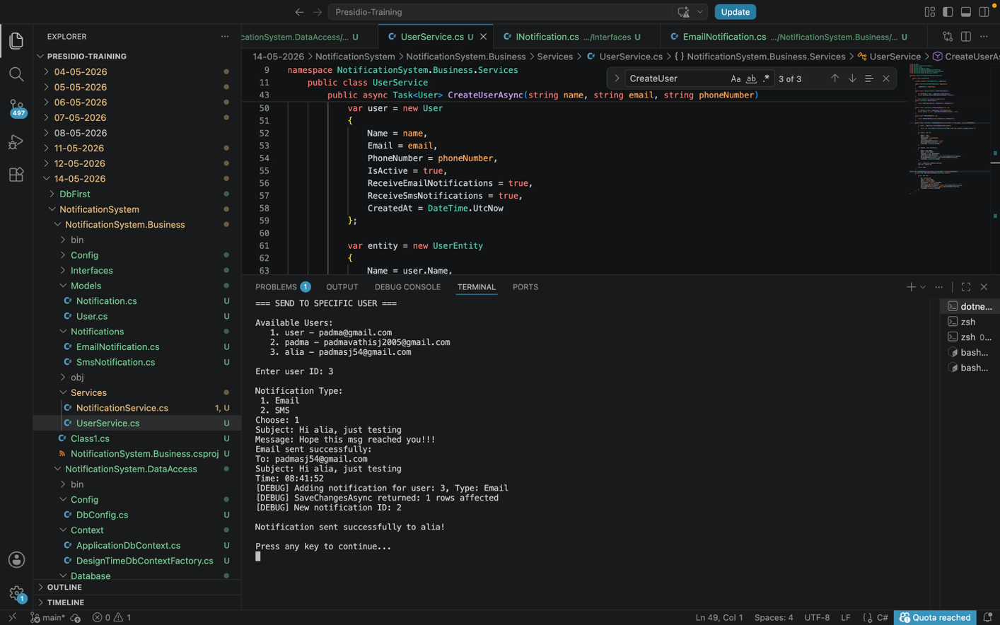 Presidio-Training
Update
EXPLORER
PRESIDIO-TRAINING
04-05-2026
05-05-2026
06-05-2026
07-05-2026
08-05-2026
11-05-2026
12-05-2026
14-05-2026
DbFirst
NotificationSystem
NotificationSystem.Business
bin
Config
Interfaces
Models
Notification.cs U
User.cs U
Notifications
EmailNotification.cs U
SmsNotification.cs U
obj
Services
NotificationService.cs 1, U
UserService.cs U
Class1.cs U
NotificationSystem.Business.csproj U
NotificationSystem.DataAccess
bin
Config
DbConfig.cs U
Context
ApplicationDbContext.cs U
DesignTimeDbContextFactory.cs U
Database
OUTLINE
TIMELINE
497
1
cationSystem.DataAccess/... U
UserService.cs U
INotification.cs .../Interfaces U
EmailNotification.cs .../NotificationSystem.Business/... U
14-05-2026 > NotificationSystem > NotificationSystem.Business > Services > UserService.cs > { } NotificationSystem.Business.Services > UserService > CreateUserAs
CreateUser Aa ab .* 3 of 3
9 namespace NotificationSystem.Business.Services
11 public class UserService
43 public async Task<User> CreateUserAsync(string name, string email, string phoneNumber)
50 var user = new User
51 {
52 Name = name,
53 Email = email,
54 PhoneNumber = phoneNumber,
55 IsActive = true,
56 ReceiveEmailNotifications = true,
57 ReceiveSmsNotifications = true,
58 CreatedAt = DateTime.UtcNow
59 };
60
61 var entity = new UserEntity
62 {
63 Name = user.Name,
PROBLEMS 1 OUTPUT DEBUG CONSOLE TERMINAL PORTS
=== SEND TO SPECIFIC USER ===
Available Users:
1. user – padma@gmail.com
2. padma – padmavathisj2005@gmail.com
3. alia – padmasj54@gmail.com
Enter user ID: 3
Notification Type:
1. Email
2. SMS
Choose: 1
Subject: Hi alia, just testing
Message: Hope this msg reached you!!!
Email sent successfully:
To: padmasj54@gmail.com
Subject: Hi alia, just testing
Time: 08:41:52
[DEBUG] Adding notification for user: 3, Type: Email
[DEBUG] SaveChangesAsync returned: 1 rows affected
[DEBUG] New notification ID: 2
Notification sent successfully to alia!
Press any key to continue...
dotne...
zsh
zsh 0...
bash...
bash...
main* 0 1
Ln 49, Col 1 Spaces: 4 UTF-8 LF { } C# Quota reached